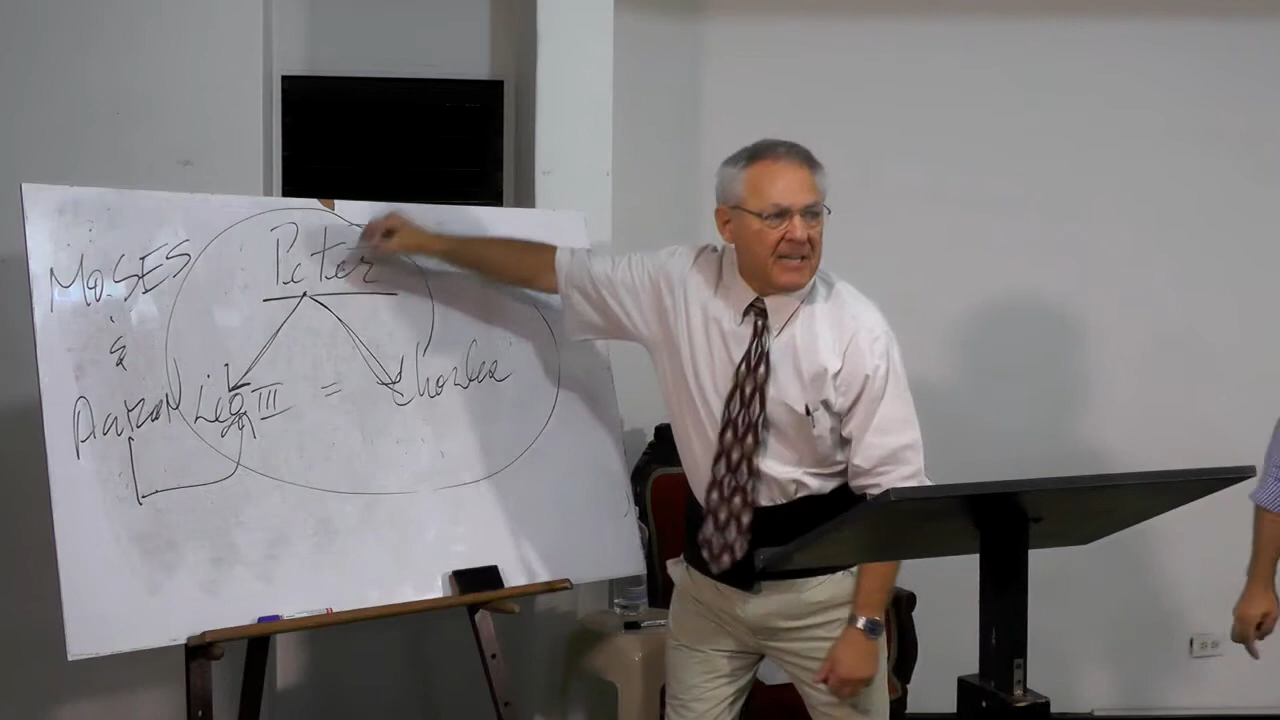 Peter
MoSES
&
AaRoN
Leo III = Charles